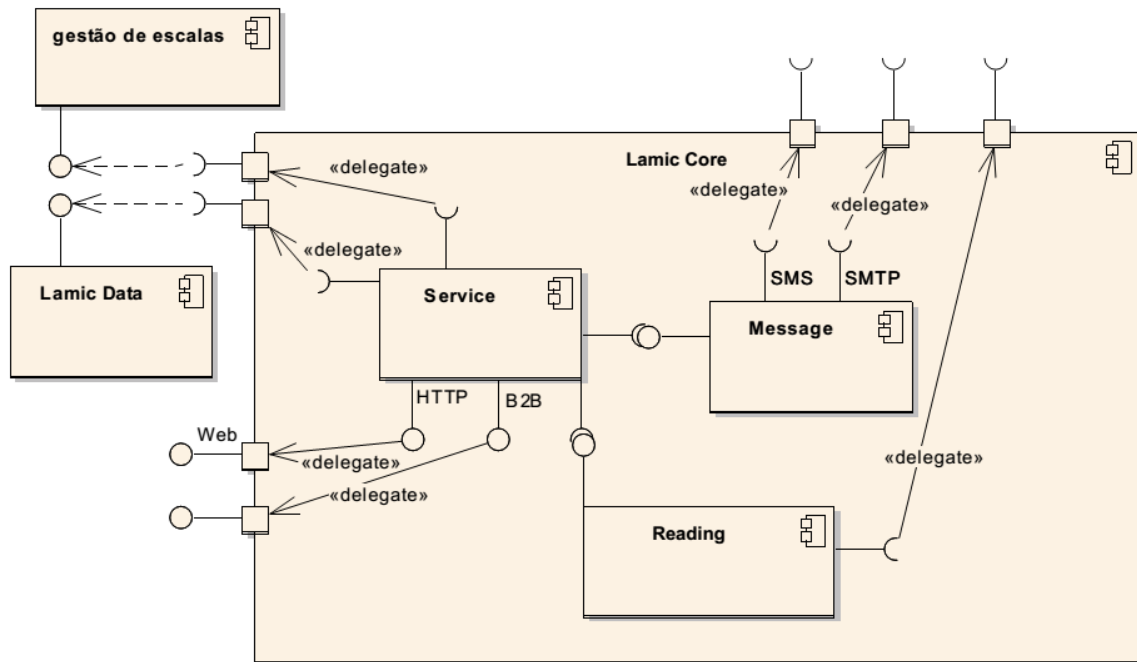 gestão de escalas
Lamic Core
«delegate»
«delegate»
«delegate»
«delegate»
SMS
SMTP
Lamic Data
Service
Message
HTTP
B2B
Web
«delegate»
«delegate»
«delegate»
Reading